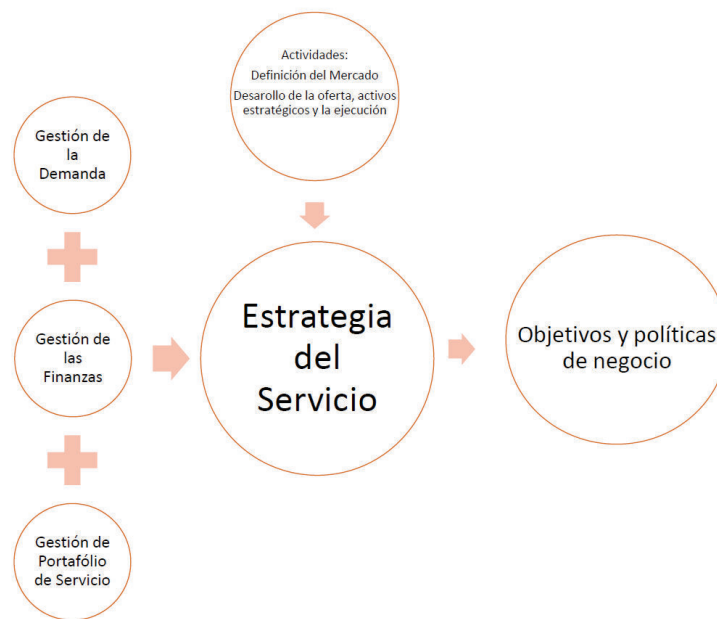 Actividades:
Definición del Mercado
Desarollo de la oferta, activos
estratégicos y la ejecución
Gestión de
la
Demanda
Gestión de
las
Finanzas
Gestión de
Portafólio
de Servicio
Estrategia
del
Servicio
Objetivos y políticas
de negocio